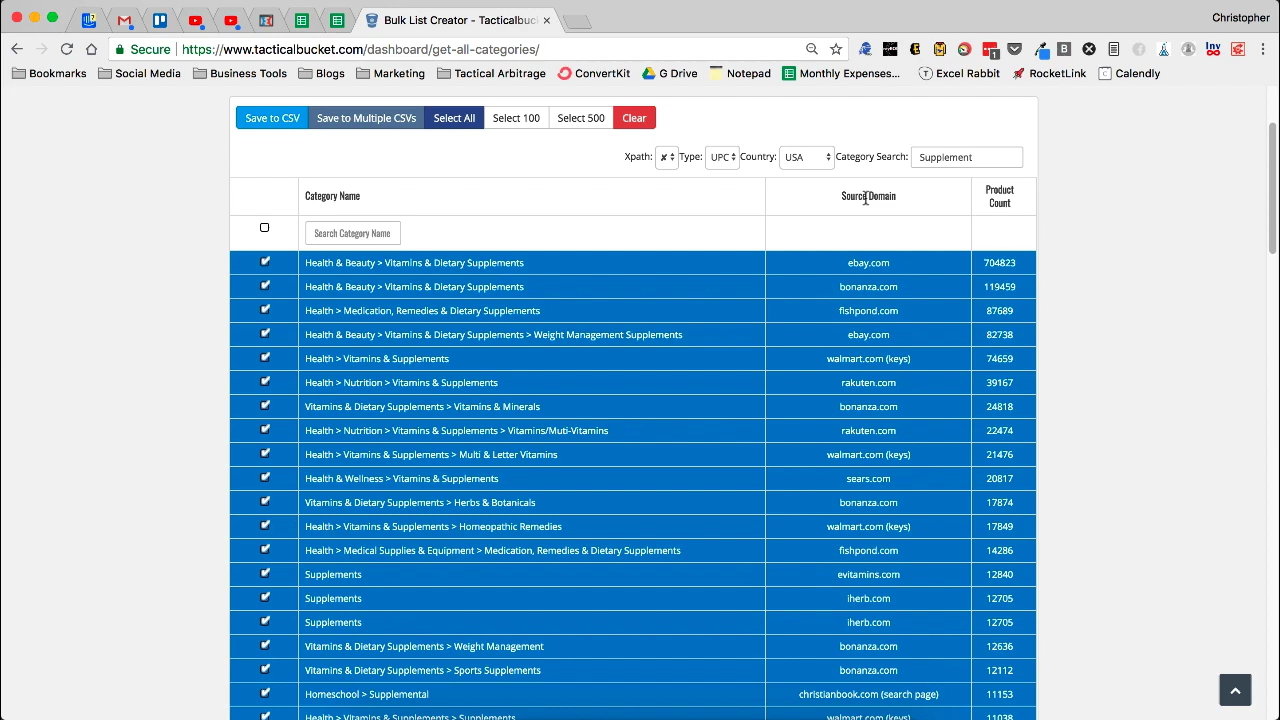 Bulk List Creator - Tacticalbuc
Christopher
Secure https://www.tacticalbucket.com/dashboard/get-all-categories/
Bookmarks Social Media Business Tools Blogs Marketing Tactical Arbitrage ConvertKit G Drive Notepad Monthly Expenses... Excel Rabbit RocketLink Calendly
Save to CSV Save to Multiple CSVs Select All Select 100 Select 500 Clear
Xpath: Type: UPC Country: USA Category Search: Supplement
Category Name Source Domain Product
Count
Search Category Name
Health & Beauty > Vitamins & Dietary Supplements ebay.com 704823
Health & Beauty > Vitamins & Dietary Supplements bonanza.com 119459
Health > Medication, Remedies & Dietary Supplements fishpond.com 87689
Health & Beauty > Vitamins & Dietary Supplements > Weight Management Supplements ebay.com 82738
Health > Vitamins & Supplements walmart.com (keys) 74659
Health > Nutrition > Vitamins & Supplements rakuten.com 39167
Vitamins & Dietary Supplements > Vitamins & Minerals bonanza.com 24818
Health > Nutrition > Vitamins & Supplements > Vitamins/Muti-Vitamins rakuten.com 22474
Health > Vitamins & Supplements > Multi & Letter Vitamins walmart.com (keys) 21476
Health & Wellness > Vitamins & Supplements sears.com 20817
Vitamins & Dietary Supplements > Herbs & Botanicals bonanza.com 17874
Health > Vitamins & Supplements > Homeopathic Remedies walmart.com (keys) 17849
Health > Medical Supplies & Equipment > Medication, Remedies & Dietary Supplements fishpond.com 14286
Supplements evitamins.com 12840
Supplements iherb.com 12705
Supplements iherb.com 12705
Vitamins & Dietary Supplements > Weight Management bonanza.com 12636
Vitamins & Dietary Supplements > Sports Supplements bonanza.com 12112
Homeschool > Supplemental christianbook.com (search page) 11153
Health > Vitamins & Supplements > Supplements walmart.com (keys) 11038